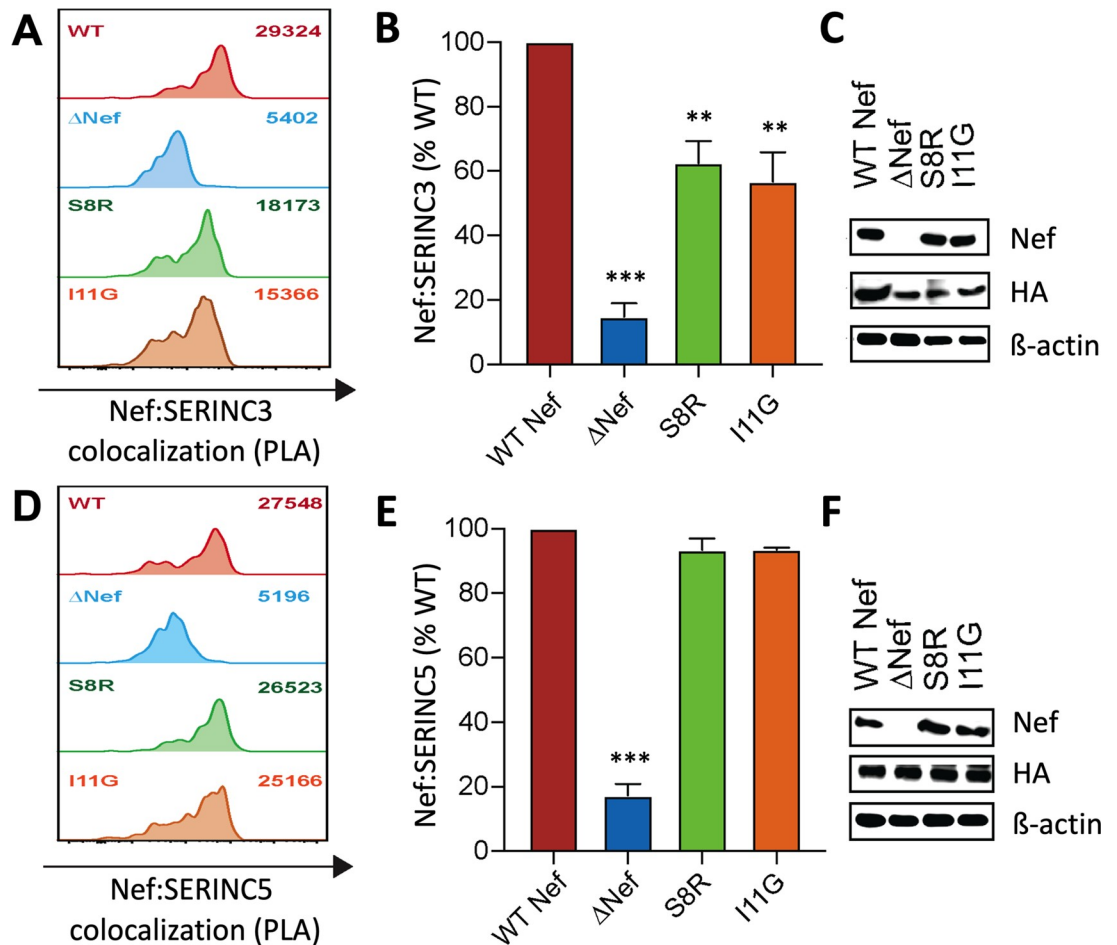 A
WT 29324
ΔNef 5402
S8R 18173
I11G 15366
Nef:SERINC3
colocalization (PLA)
B
Nef:SERINC3 (% WT)
100
80
60
40
20
0
***
**
**
WT Nef
ΔNef
S8R
I11G
C
WT Nef
ΔNef
S8R
I11G
Nef
HA
ß-actin
D
WT 27548
ΔNef 5196
S8R 26523
I11G 25166
Nef:SERINC5
colocalization (PLA)
E
Nef:SERINC5 (% WT)
100
80
60
40
20
0
***
WT Nef
ΔNef
S8R
I11G
F
WT Nef
ΔNef
S8R
I11G
Nef
HA
ß-actin